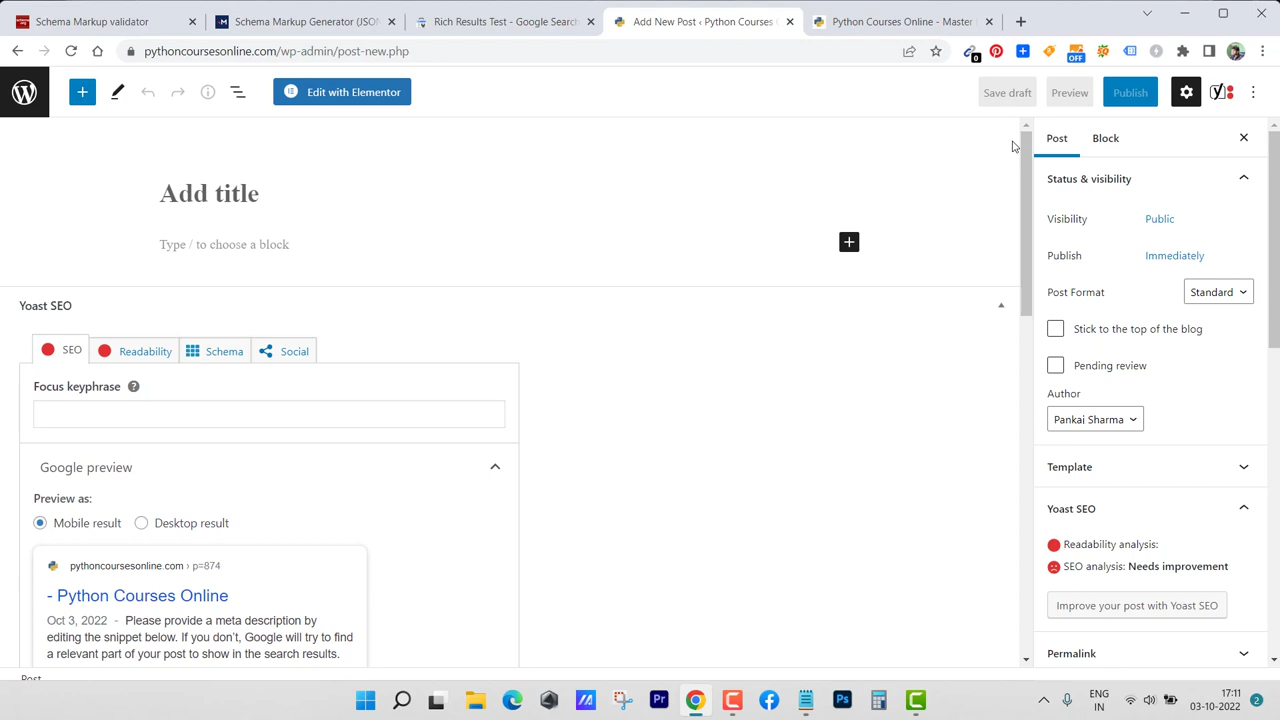 Schema Markup validator
Schema Markup Generator (JSON
Rich Results Test - Google Search
Add New Post ‹ Python Courses
Python Courses Online - Master
pythoncoursesonline.com/wp-admin/post-new.php
0
OFF
Edit with Elementor
Save draft
Preview
Publish
Add title
Type / to choose a block
Yoast SEO
SEO
Readability
Schema
Social
Focus keyphrase
Google preview
Preview as:
Mobile result
Desktop result
pythoncoursesonline.com › p=874
- Python Courses Online
Oct 3, 2022 - Please provide a meta description by
editing the snippet below. If you don't, Google will try to find
a relevant part of your post to show in the search results.
Post
Post
Block
Status & visibility
Visibility
Public
Publish
Immediately
Post Format
Standard
Stick to the top of the blog
Pending review
Author
Pankaj Sharma
Template
Yoast SEO
Readability analysis:
SEO analysis: Needs improvement
Improve your post with Yoast SEO
Permalink
Pr
Ps
ENG
IN
17:11
03-10-2022
2